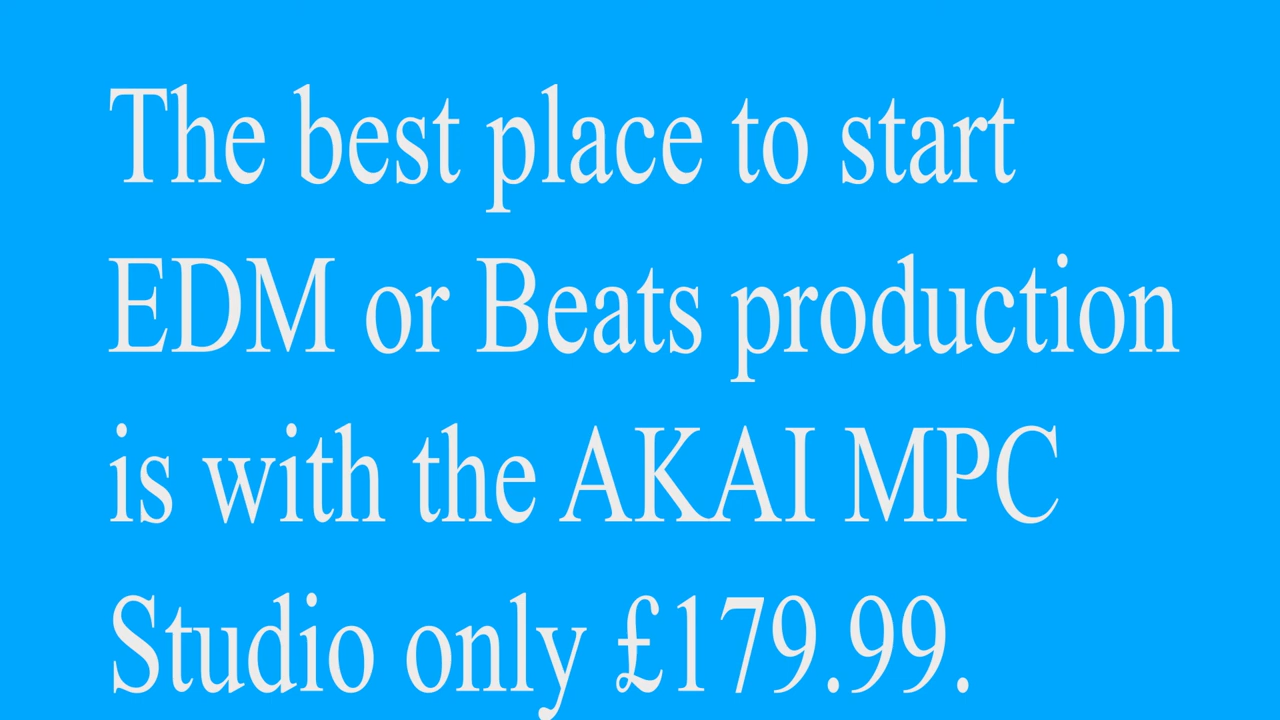 The best place to start
EDM or Beats production
is with the AKAI MPC
Studio only £179.99.